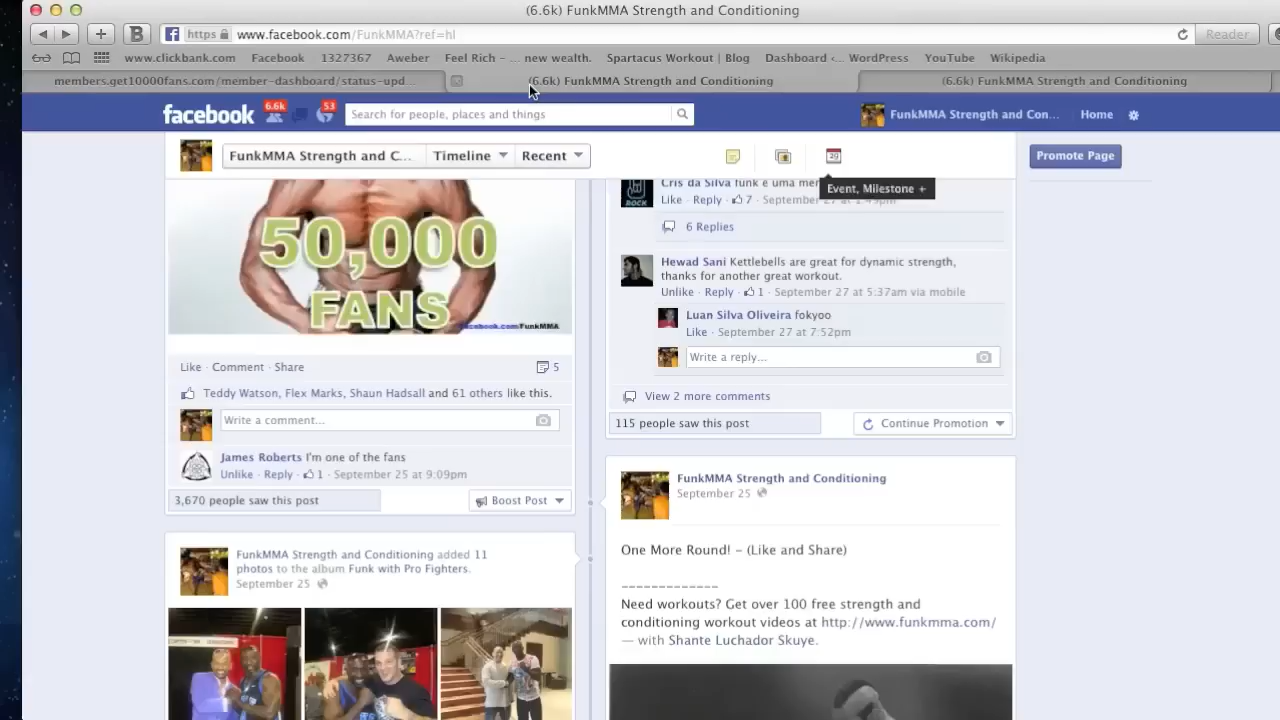 (6.6k) FunkMMA Strength and Conditioning
https www.facebook.com/FunkMMA?ref=hl
Reader
www.clickbank.com Facebook 1327367 Aweber Feel Rich – ... new wealth. Spartacus Workout | Blog Dashboard ‹... WordPress YouTube Wikipedia
members.get10000fans.com/member-dashboard/status-upd...
(6.6k) FunkMMA Strength and Conditioning
(6.6k) FunkMMA Strength and Conditioning
facebook
6.6k
53
Search for people, places and things
FunkMMA Strength and Con...
Home
FunkMMA Strength and C...
Timeline
Recent
29
Promote Page
Event, Milestone +
50,000
FANS
facebook.com/FunkMMA
Like · Comment · Share
5
Teddy Watson, Flex Marks, Shaun Hadsall and 61 others like this.
Write a comment...
James Roberts I'm one of the fans
Unlike · Reply · 1 · September 25 at 9:09pm
3,670 people saw this post
Boost Post
FunkMMA Strength and Conditioning added 11
photos to the album Funk with Pro Fighters.
September 25
Cris da Silva funk e uma mer
Like · Reply · 7 · September 27 at 2:49pm
ROCK
6 Replies
Hewad Sani Kettlebells are great for dynamic strength,
thanks for another great workout.
Unlike · Reply · 1 · September 27 at 5:37am via mobile
Luan Silva Oliveira fokyoo
Like · September 27 at 7:52pm
Write a reply...
View 2 more comments
115 people saw this post
Continue Promotion
FunkMMA Strength and Conditioning
September 25
One More Round! – (Like and Share)
-------------
Need workouts? Get over 100 free strength and
conditioning workout videos at http://www.funkmma.com/
— with Shante Luchador Skuye.